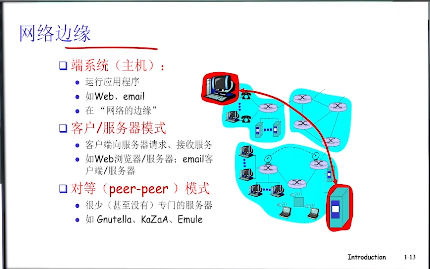 网络边缘
端系统（主机）：
运行应用程序
如Web、email
在“网络的边缘”
客户/服务器模式
客户端向服务器请求、接收服务
如Web浏览器/服务器；email客
户端/服务器
对等（peer-peer ）模式
很少（甚至没有）专门的服务器
如 Gnutella、KaZaA、Emule
Introduction
1-13